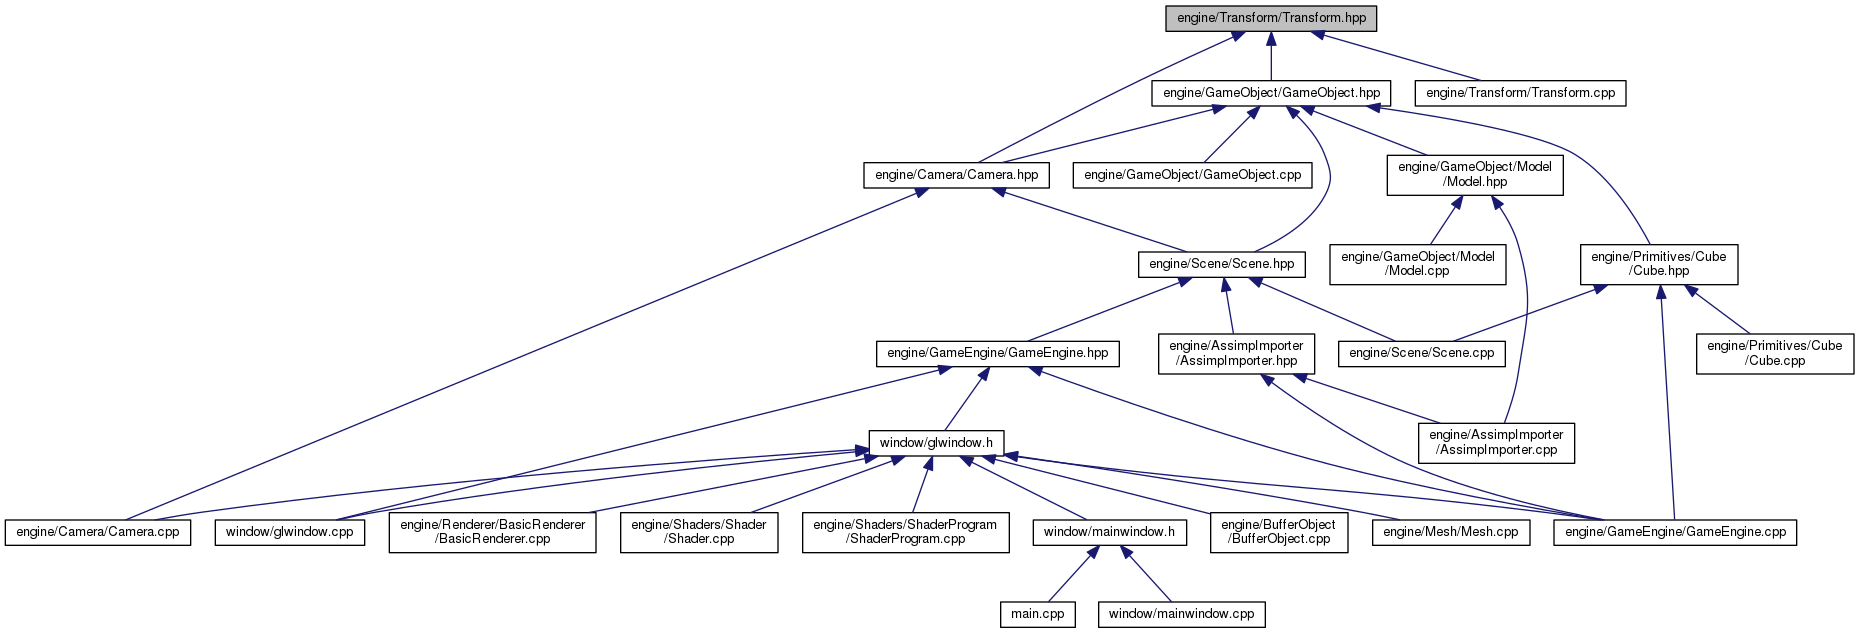 engine/Transform/Transform.hpp
engine/GameObject/GameObject.hpp
engine/Transform/Transform.cpp
engine/Camera/Camera.hpp
engine/GameObject/GameObject.cpp
engine/GameObject/Model
/Model.hpp
engine/Scene/Scene.hpp
engine/GameObject/Model
/Model.cpp
engine/Primitives/Cube
/Cube.hpp
engine/GameEngine/GameEngine.hpp
engine/AssimpImporter
/AssimpImporter.hpp
engine/Scene/Scene.cpp
engine/Primitives/Cube
/Cube.cpp
window/glwindow.h
engine/AssimpImporter
/AssimpImporter.cpp
engine/Camera/Camera.cpp
window/glwindow.cpp
engine/Renderer/BasicRenderer
/BasicRenderer.cpp
engine/Shaders/Shader
/Shader.cpp
engine/Shaders/ShaderProgram
/ShaderProgram.cpp
window/mainwindow.h
engine/BufferObject
/BufferObject.cpp
engine/Mesh/Mesh.cpp
engine/GameEngine/GameEngine.cpp
main.cpp
window/mainwindow.cpp